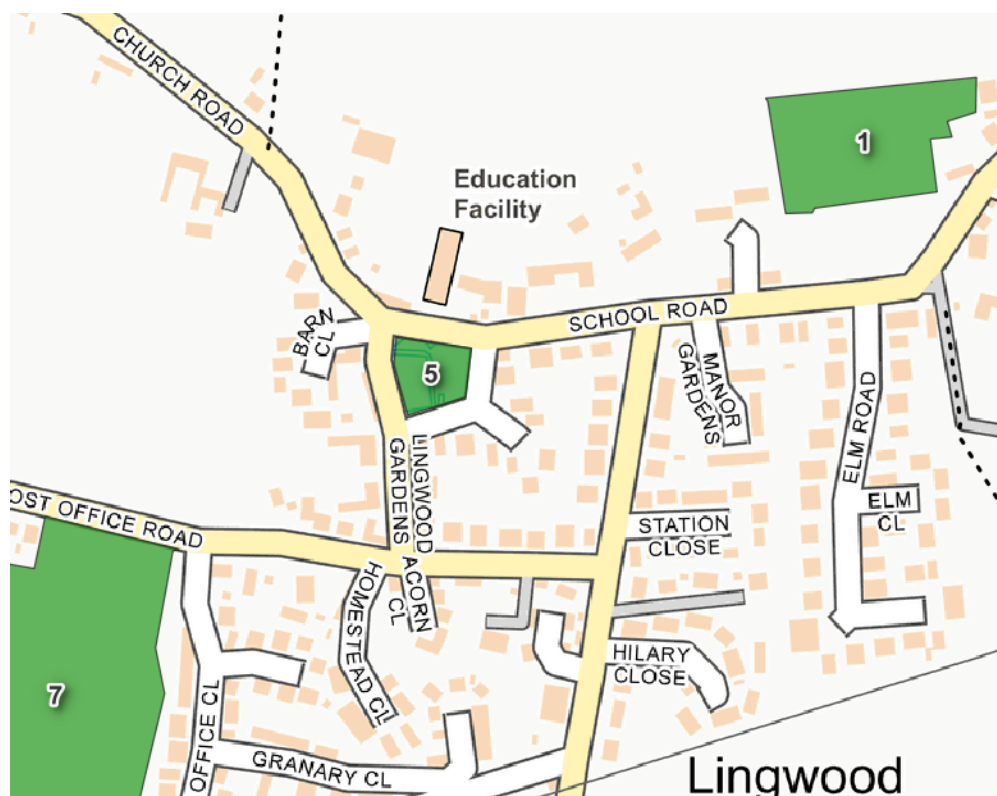 CHURCH ROAD
1
Education
Facility
SCHOOL ROAD
BARN
CL
5
MANOR
GARDENS
ELM ROAD
LINGWOOD
GARDENS
ELM
CL
OST OFFICE ROAD
STATION
CLOSE
HOMESTEAD CL
ACORN
CL
HILARY
CLOSE
7
OFFICE CL
GRANARY CL
Lingwood